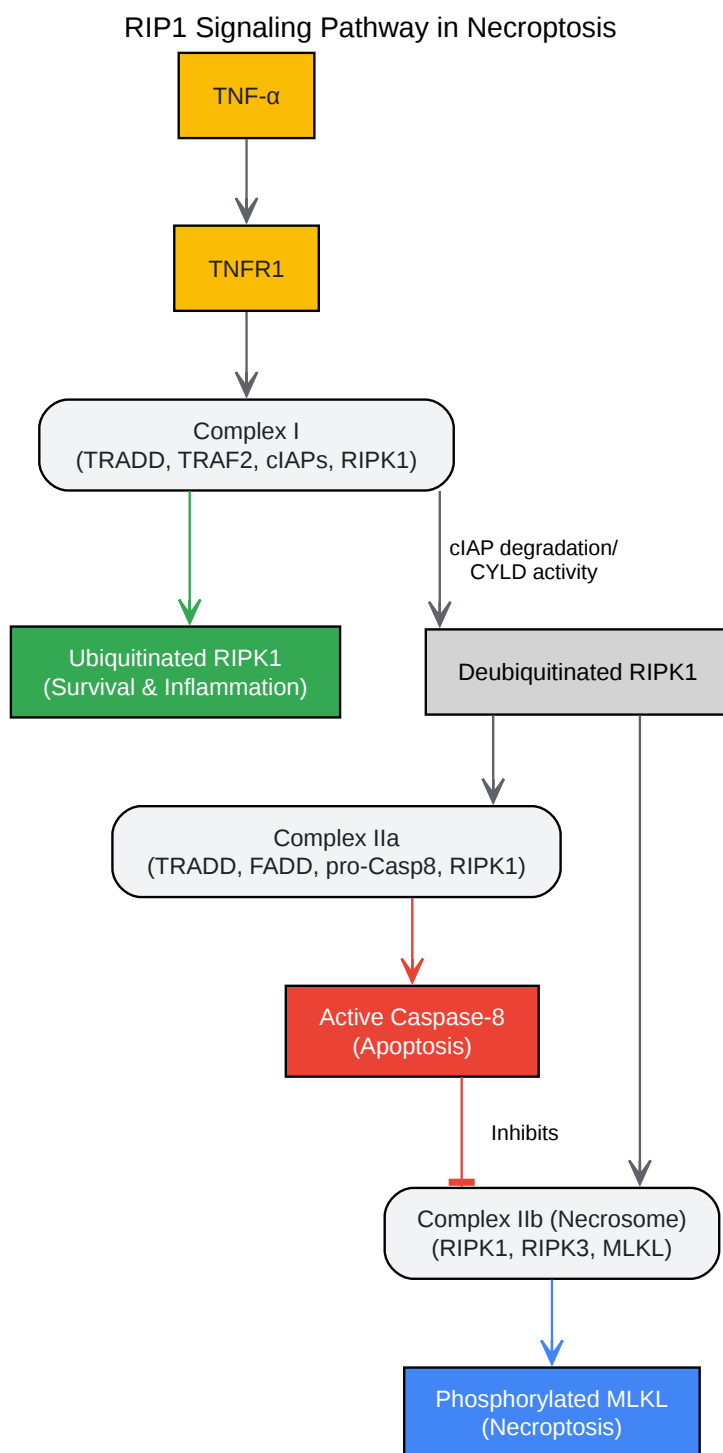 RIP1 Signaling Pathway in Necroptosis
TNF-α
TNFR1
Complex I
(TRADD, TRAF2, cIAPs, RIPK1)
cIAP degradation/
CYLD activity
Ubiquitinated RIPK1
(Survival & Inflammation)
Deubiquitinated RIPK1
Complex IIa
(TRADD, FADD, pro-Casp8, RIPK1)
Active Caspase-8
(Apoptosis)
Inhibits
Complex IIb (Necrosome)
(RIPK1, RIPK3, MLKL)
Phosphorylated MLKL
(Necroptosis)